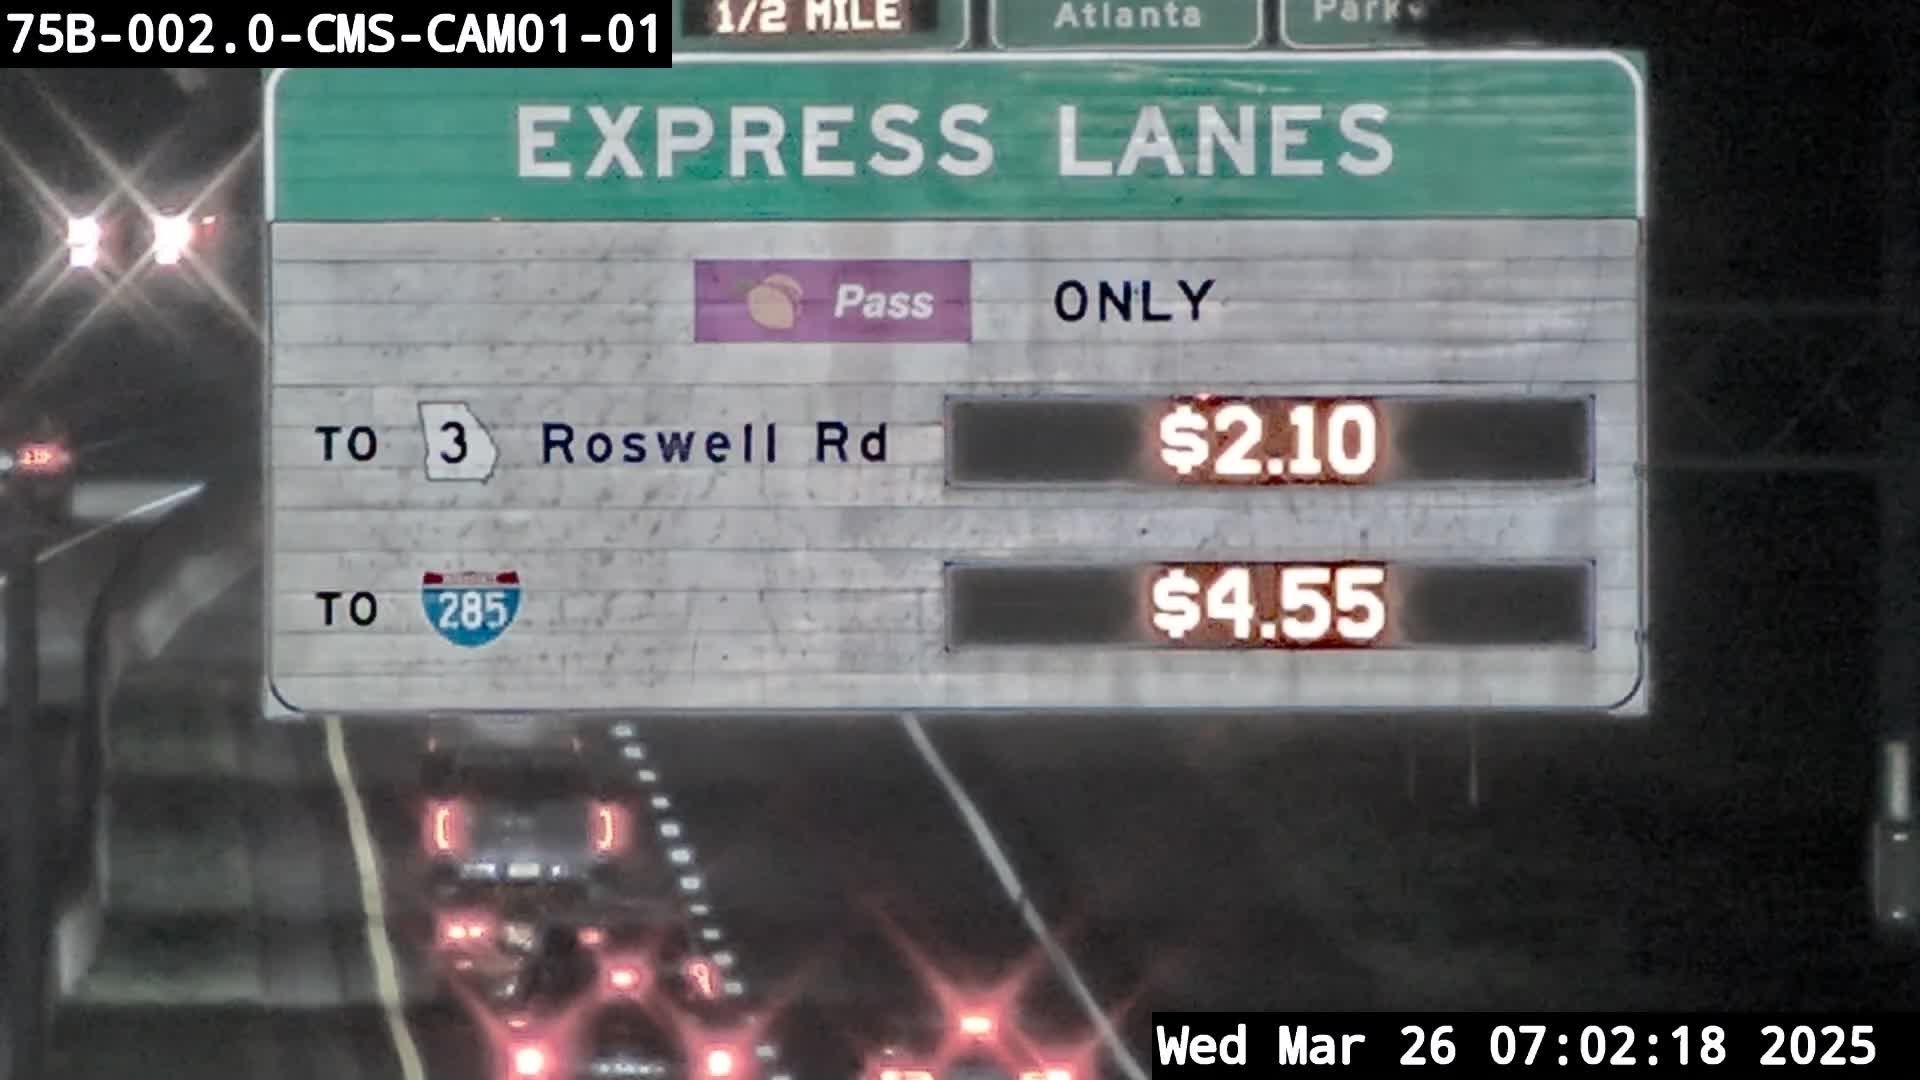 75B-002.0-CMS-CAM01-01
1/2 MILE
Atlanta
EXPRESS LANES
Pass ONLY
TO 3 Roswell Rd $2.10
TO 285 $4.55
Wed Mar 26 07:02:18 2025